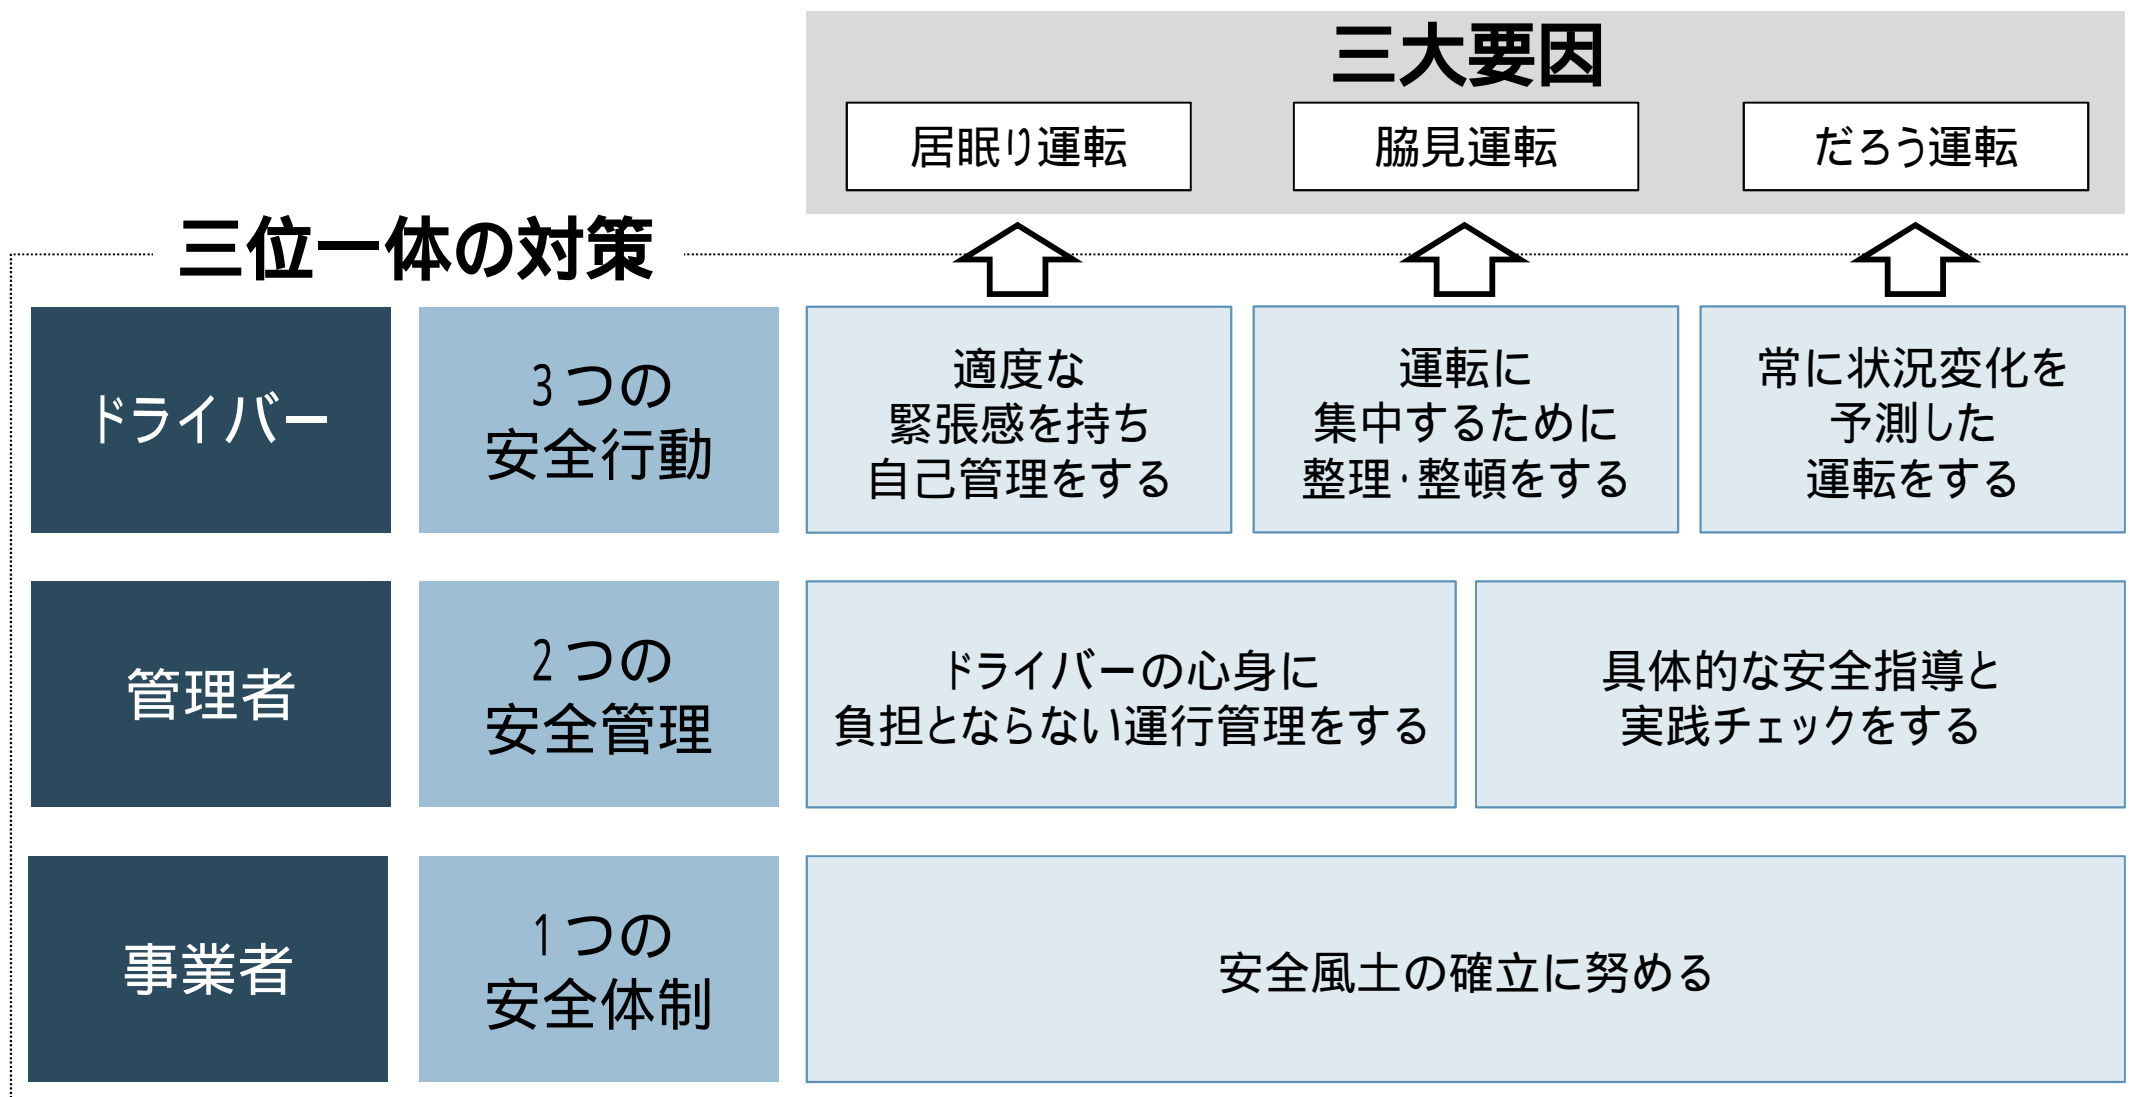 三大要因
居眠り運転
脇見運転
だろう運転
三位一体の対策
ドライバー
3つの
安全行動
適度な
緊張感を持ち
自己管理をする
運転に
集中するために
整理・整頓をする
常に状況変化を
予測した
運転をする
管理者
2つの
安全管理
ドライバーの心身に
負担とならない運行管理をする
具体的な安全指導と
実践チェックをする
事業者
1つの
安全体制
安全風土の確立に努める